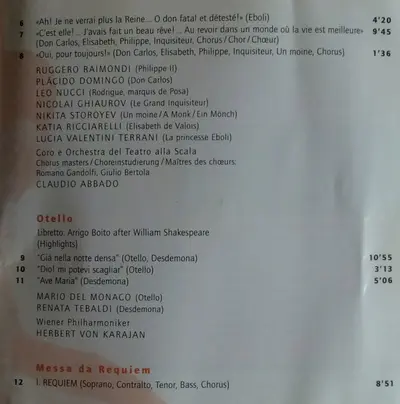 6 «Ah! Je ne verrai plus la Reine... O don fatal et détesté!» (Eboli) 4'20
7 «C'est elle!... J'avais fait un beau rêve!... Au revoir dans un monde où la vie est meilleure» 9'45
(Don Carlos, Elisabeth, Philippe, Inquisiteur, Chorus/Chor/Chœur)
8 «Oui, pour toujours!» (Don Carlos, Elisabeth, Philippe, Inquisiteur, Un moine, Chorus) 1'36
RUGGERO RAIMONDI (Philippe II)
PLÁCIDO DOMINGO (Don Carlos)
LEO NUCCI (Rodrigue, marquis de Posa)
NICOLAI GHIAUROV (Le Grand Inquisiteur)
NIKITA STOROYEV (Un moine/A Monk/Ein Mönch)
KATIA RICCIARELLI (Elisabeth de Valois)
LUCIA VALENTINI TERRANI (La princesse Eboli)
Coro e Orchestra del Teatro alla Scala
Chorus masters/Choreinstudierung/Maîtres des chœurs:
Romano Gandolfi, Giulio Bertola
CLAUDIO ABBADO
Otello
Libretto: Arrigo Boito after William Shakespeare
(Highlights)
9 "Già nella notte densa" (Otello, Desdemona) 10'55
10 "Dio! mi potevi scagliar" (Otello) 3'13
11 "Ave Maria" (Desdemona) 5'06
MARIO DEL MONACO (Otello)
RENATA TEBALDI (Desdemona)
Wiener Philharmoniker
HERBERT VON KARAJAN
Messa da Requiem
12 I. REQUIEM (Soprano, Contralto, Tenor, Bass, Chorus) 8'51